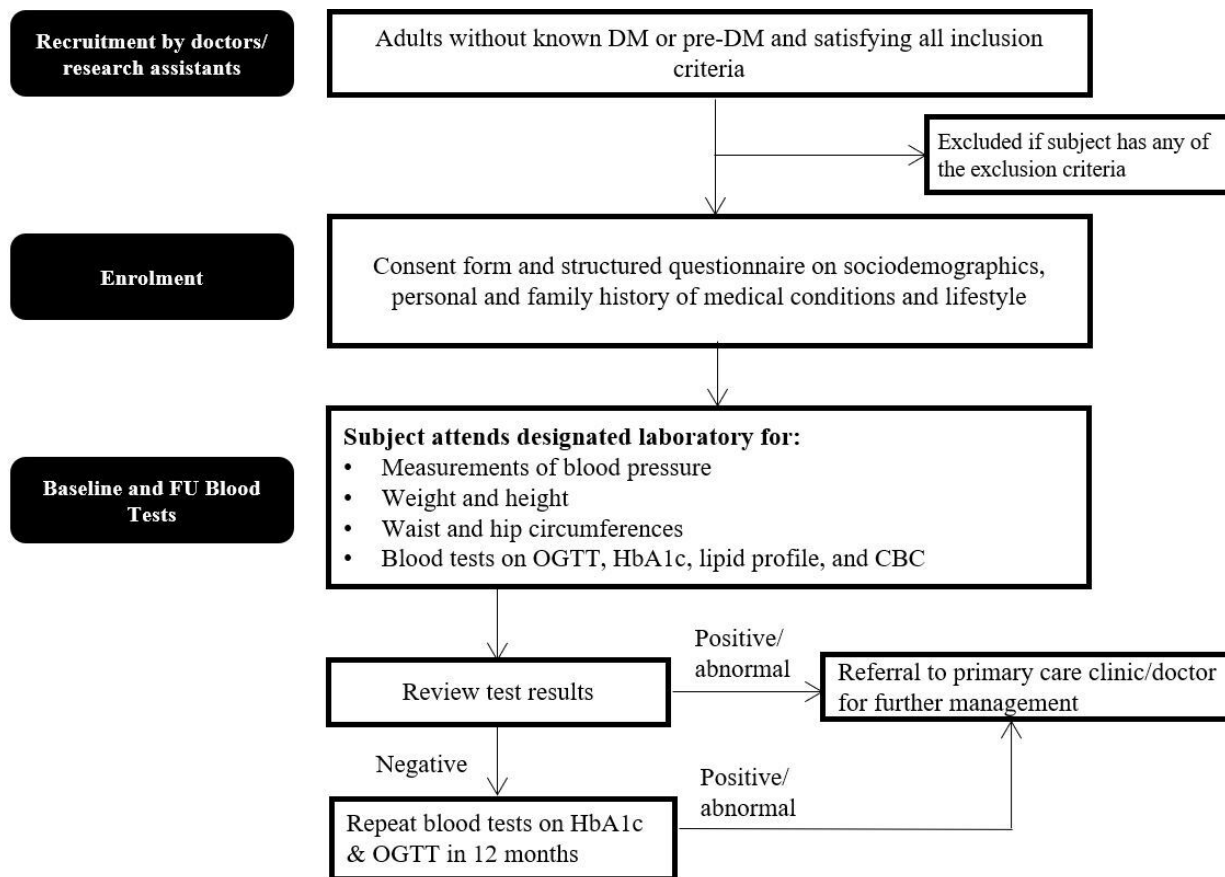 Recruitment by doctors/
research assistants
Adults without known DM or pre-DM and satisfying all inclusion
criteria
Excluded if subject has any of
the exclusion criteria
Enrolment
Consent form and structured questionnaire on sociodemographics,
personal and family history of medical conditions and lifestyle
Baseline and FU Blood
Tests
Subject attends designated laboratory for:
• Measurements of blood pressure
• Weight and height
• Waist and hip circumferences
• Blood tests on OGTT, HbA1c, lipid profile, and CBC
Review test results
Positive/
abnormal
Referral to primary care clinic/doctor
for further management
Negative
Positive/
abnormal
Repeat blood tests on HbA1c
& OGTT in 12 months